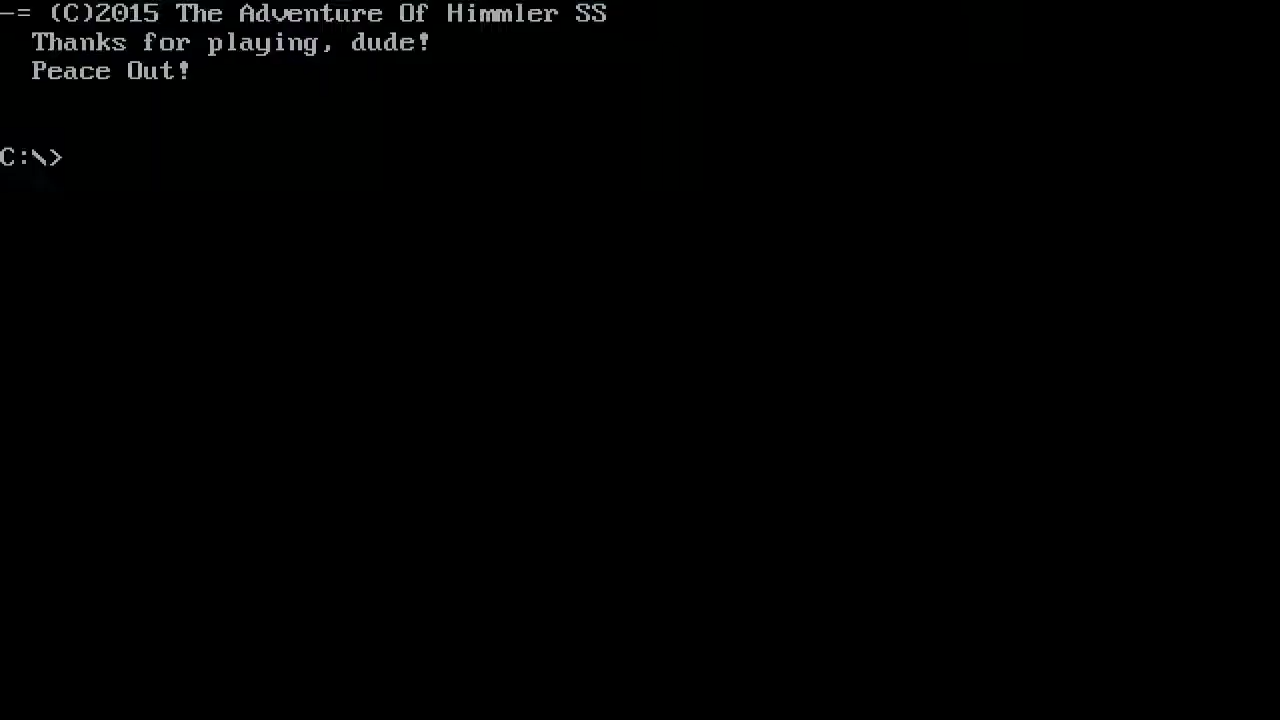 -= (C)2015 The Adventure Of Himmler SS
Thanks for playing, dude!
Peace Out!
C:\>